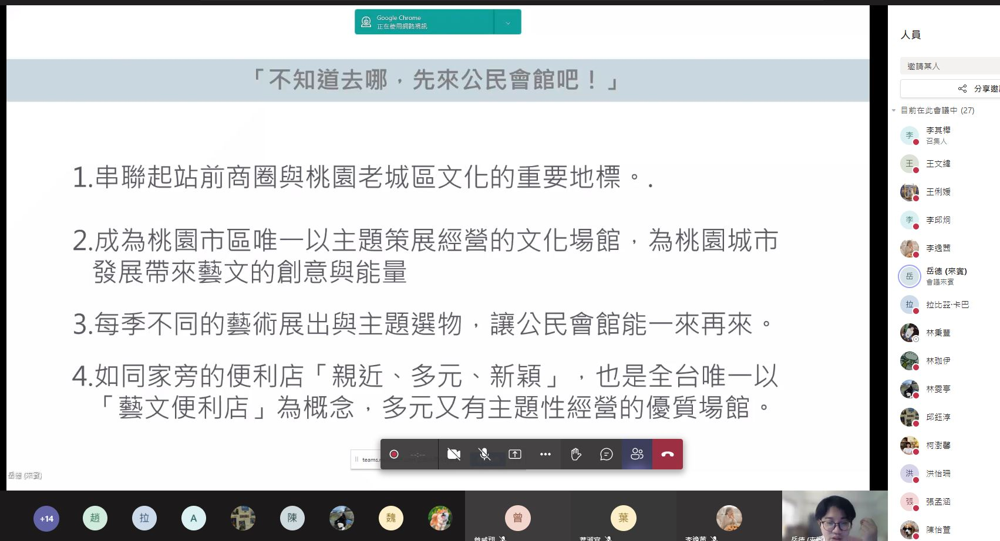 Google Chrome
正在使用網路視訊
「不知道去哪，先來公民會館吧！」
1.串聯起站前商圈與桃園老城區文化的重要地標。.
2.成為桃園市區唯一以主題策展經營的文化場館，為桃園城市
發展帶來藝文的創意與能量
3.每季不同的藝術展出與主題選物，讓公民會館能一來再來。
4.如同家旁的便利店「親近、多元、新穎」，也是全台唯一以
「藝文便利店」為概念，多元又有主題性經營的優質場館。
teams.
--:--
岳德 (來賓)
+14
趙
拉
A
陳
魏
曾
葉
曾威翔
李逸茜
岳德 (來賓)
人員
邀請某人
分享邀請
目前在此會議中 (27)
李
李其樺
召集人
王
王文緯
王俐媛
李
李邱炯
李逸茜
岳
岳德 (來賓)
會議來賓
拉
拉比茲·卡巴
林秉豐
林珈伊
林雯亭
邱鈺淳
柯澍馨
洪
洪怡珊
張
張孟涵
陳怡萱